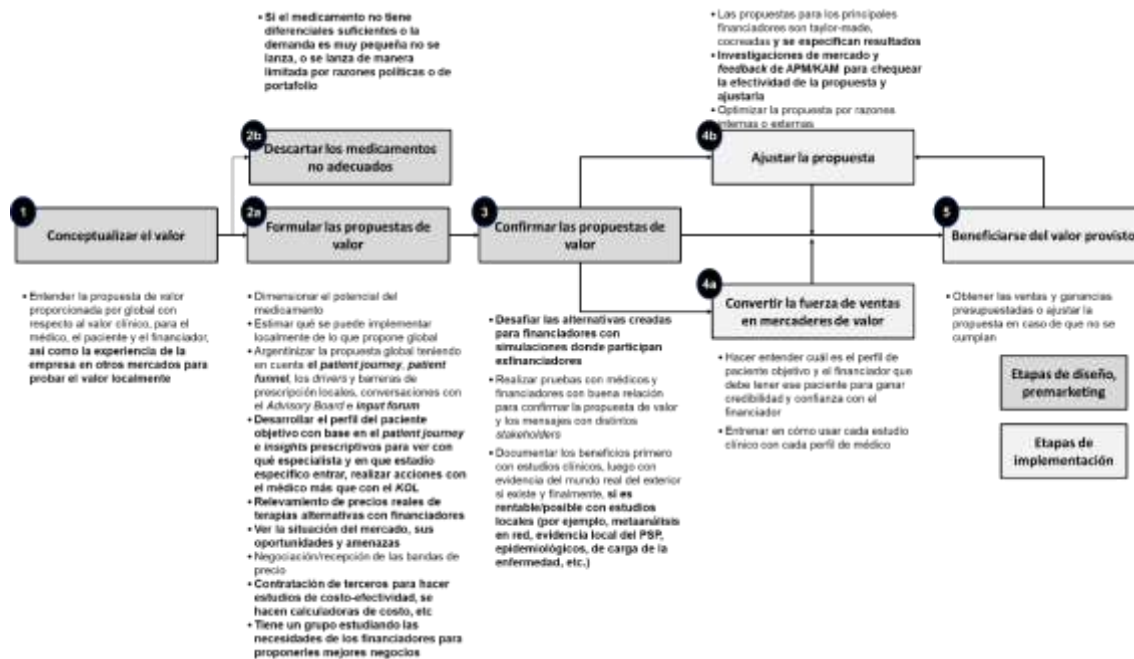 • Si el medicamento no tiene
diferenciales suficientes o la
demanda es muy pequeña no se
lanza, o se lanza de manera
limitada por razones políticas o de
portafolio
• Las propuestas para los principales
financiadores son taylor-made,
cocreadas y se especifican resultados
• Investigaciones de mercado y
feedback de APM/KAM para chequear
la efectividad de la propuesta y
ajustarla
• Optimizar la propuesta por razones
internas o externas
2b
Descartar los medicamentos
no adecuados
4b
Ajustar la propuesta
1
Conceptualizar el valor
2a
Formular las propuestas de
valor
3
Confirmar las propuestas de
valor
5
Beneficiarse del valor provisto
4a
Convertir la fuerza de ventas
en mercaderes de valor
• Entender la propuesta de valor
proporcionada por global con
respecto al valor clínico, para el
médico, el paciente y el financiador,
así como la experiencia de la
empresa en otros mercados para
probar el valor localmente
• Dimensionar el potencial del
medicamento
• Estimar qué se puede implementar
localmente de lo que propone global
• Argentinizar la propuesta global teniendo
en cuenta el patient journey, patient
funnel, los drivers y barreras de
prescripción locales, conversaciones con
el Advisory Board e input forum
• Desarrollar el perfil del paciente
objetivo con base en el patient journey
e insights prescriptivos para ver con
qué especialista y en que estadio
específico entrar, realizar acciones con
el médico más que con el KOL
• Relevamiento de precios reales de
terapias alternativas con financiadores
• Ver la situación del mercado, sus
oportunidades y amenazas
• Negociación/recepción de las bandas de
precio
• Contratación de terceros para hacer
estudios de costo-efectividad, se
hacen calculadoras de costo, etc
• Tiene un grupo estudiando las
necesidades de los financiadores para
proponerles mejores negocios
• Desafiar las alternativas creadas
para financiadores con
simulaciones donde participan
exfinanciadores
• Realizar pruebas con médicos y
financiadores con buena relación
para confirmar la propuesta de valor
y los mensajes con distintos
stakeholders
• Documentar los beneficios primero
con estudios clínicos, luego con
evidencia del mundo real del exterior
si existe y finalmente, si es
rentable/posible con estudios
locales (por ejemplo, metaanálisis
en red, evidencia local del PSP,
epidemiológicos, de carga de la
enfermedad, etc.)
• Hacer entender cuál es el perfil de
paciente objetivo y el financiador que
debe tener ese paciente para ganar
credibilidad y confianza con el
financiador
• Entrenar en cómo usar cada estudio
clínico con cada perfil de médico
• Obtener las ventas y ganancias
presupuestadas o ajustar la
propuesta en caso de que no se
cumplan
Etapas de diseño,
premarketing
Etapas de
implementación